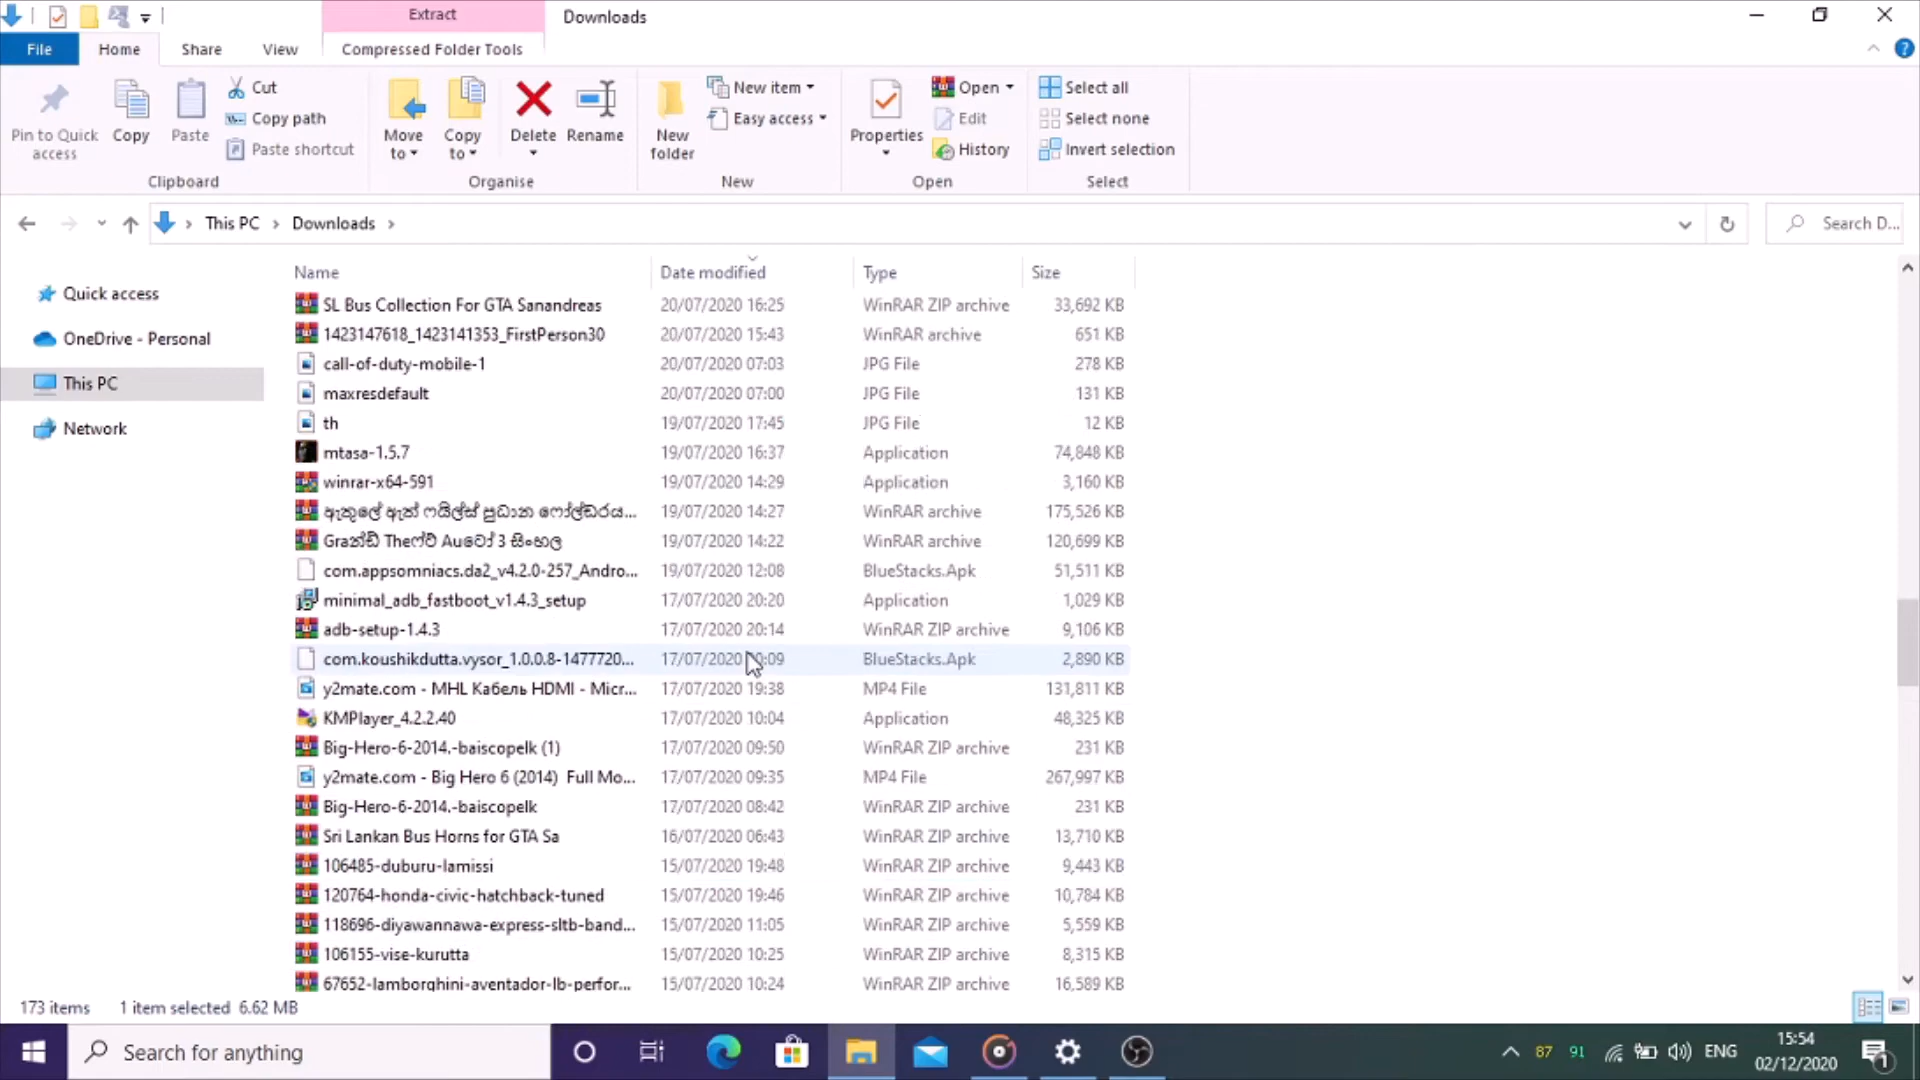 Extract
Downloads
File
Home
Share
View
Compressed Folder Tools
Pin to Quick access
Copy
Paste
Cut
Copy path
Paste shortcut
Clipboard
Move to
Copy to
Delete
Rename
Organise
New folder
New item
Easy access
New
Properties
Open
Edit
History
Open
Select all
Select none
Invert selection
Select
This PC
Downloads
Search D...
Quick access
OneDrive - Personal
This PC
Network
Name Date modified Type Size
SL Bus Collection For GTA Sanandreas 20/07/2020 16:25 WinRAR ZIP archive 33,692 KB
1423147618_1423141353_FirstPerson30 20/07/2020 15:43 WinRAR archive 651 KB
call-of-duty-mobile-1 20/07/2020 07:03 JPG File 278 KB
maxresdefault 20/07/2020 07:00 JPG File 131 KB
th 19/07/2020 17:45 JPG File 12 KB
mtasa-1.5.7 19/07/2020 16:37 Application 74,848 KB
winrar-x64-591 19/07/2020 14:29 Application 3,160 KB
ඇතුලේ ඇත් ෆයිල්ස් ප්‍රධාන ෆෝල්ඩරය... 19/07/2020 14:27 WinRAR archive 175,526 KB
Graන්ඩ් Theෆ්ට් Auටෝ 3 සිංහල 19/07/2020 14:22 WinRAR archive 120,699 KB
com.appsomniacs.da2_v4.2.0-257_Andro... 19/07/2020 12:08 BlueStacks.Apk 51,511 KB
minimal_adb_fastboot_v1.4.3_setup 17/07/2020 20:20 Application 1,029 KB
adb-setup-1.4.3 17/07/2020 20:14 WinRAR ZIP archive 9,106 KB
com.koushikdutta.vysor_1.0.0.8-1477720... 17/07/2020 :09 BlueStacks.Apk 2,890 KB
y2mate.com - MHL Кабель HDMI - Micr... 17/07/2020 19:38 MP4 File 131,811 KB
KMPlayer_4.2.2.40 17/07/2020 10:04 Application 48,325 KB
Big-Hero-6-2014.-baiscopelk (1) 17/07/2020 09:50 WinRAR ZIP archive 231 KB
y2mate.com - Big Hero 6 (2014) Full Mo... 17/07/2020 09:35 MP4 File 267,997 KB
Big-Hero-6-2014.-baiscopelk 17/07/2020 08:42 WinRAR ZIP archive 231 KB
Sri Lankan Bus Horns for GTA Sa 16/07/2020 06:43 WinRAR ZIP archive 13,710 KB
106485-duburu-lamissi 15/07/2020 19:48 WinRAR ZIP archive 9,443 KB
120764-honda-civic-hatchback-tuned 15/07/2020 19:46 WinRAR ZIP archive 10,784 KB
118696-diyawannawa-express-sltb-band... 15/07/2020 11:05 WinRAR ZIP archive 5,559 KB
106155-vise-kurutta 15/07/2020 10:25 WinRAR ZIP archive 8,315 KB
67652-lamborghini-aventador-lb-perfor... 15/07/2020 10:24 WinRAR ZIP archive 16,589 KB
173 items 1 item selected 6.62 MB
Search for anything
87 91 ENG
15:54
02/12/2020
1